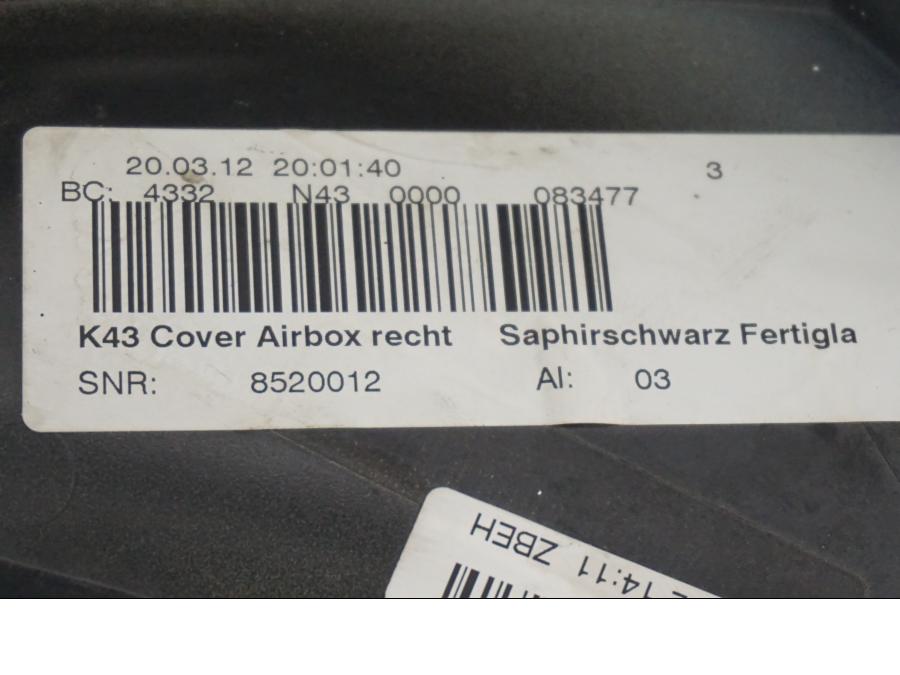 20.03.12 20:01:40 3
BC: 4332 N43 0000 083477
K43 Cover Airbox recht Saphirschwarz Fertigla
SNR: 8520012 AI: 03
14:11 ZBEH